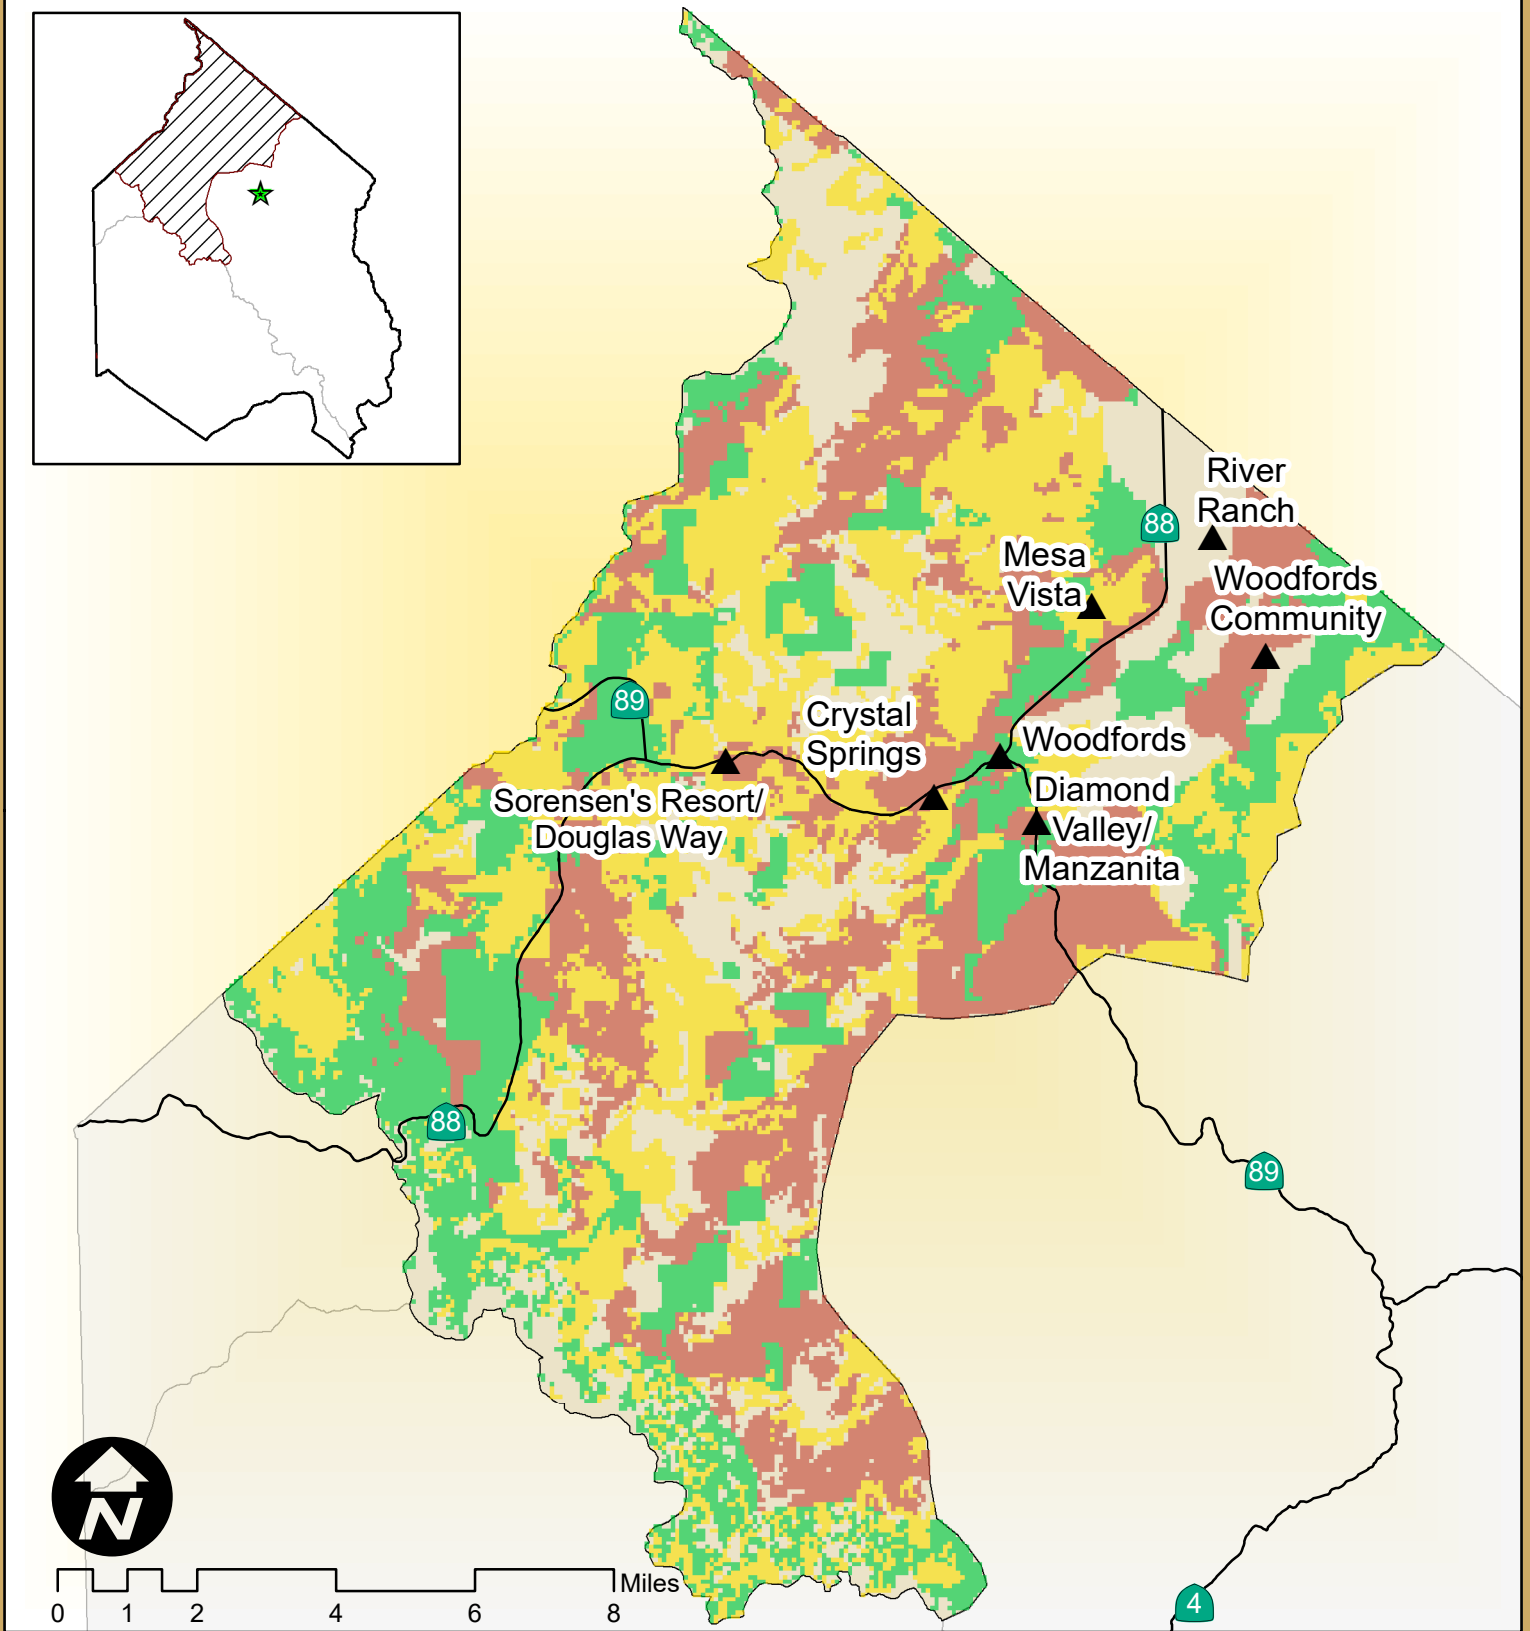 River
Ranch
88
Mesa
Vista
Woodfords
Community
89
Crystal
Springs
Woodfords
Sorensen's Resort/
Douglas Way
Diamond
Valley/
Manzanita
88
89
N
Miles
0 1 2 4 6 8
4